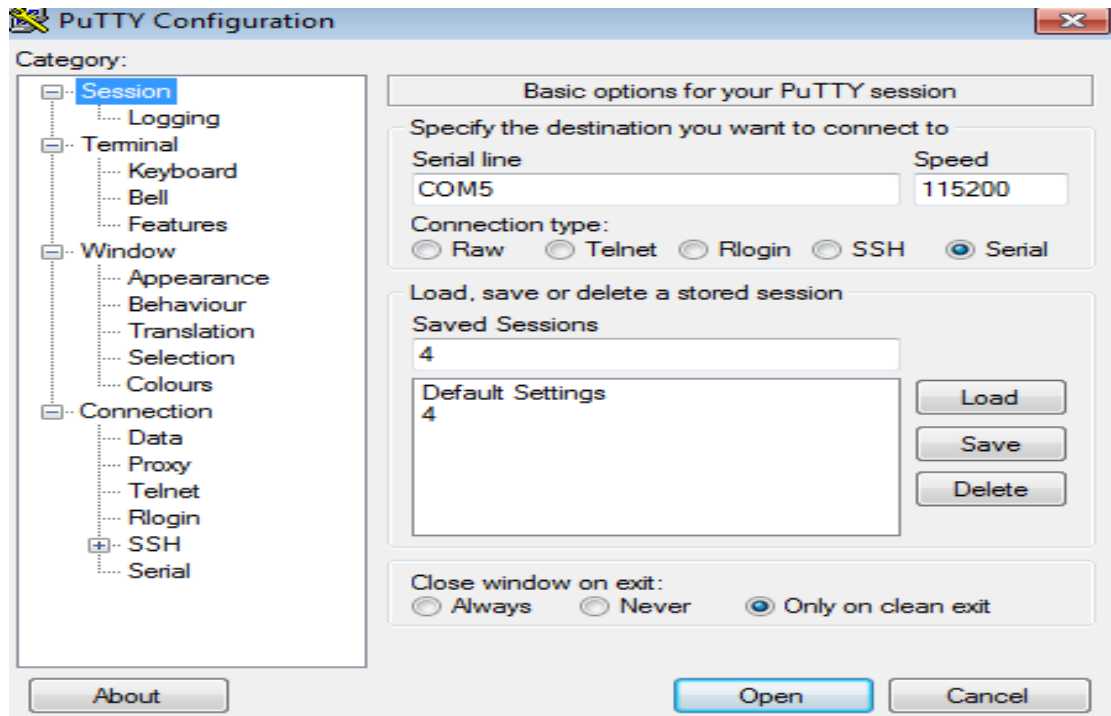 PuTTY Configuration
Category:
Session
Logging
Terminal
Keyboard
Bell
Features
Window
Appearance
Behaviour
Translation
Selection
Colours
Connection
Data
Proxy
Telnet
Rlogin
SSH
Serial
Basic options for your PuTTY session
Specify the destination you want to connect to
Serial line Speed
COM5 115200
Connection type:
Raw Telnet Rlogin SSH Serial
Load, save or delete a stored session
Saved Sessions
4
Default Settings
4
Load
Save
Delete
Close window on exit:
Always Never Only on clean exit
About Open Cancel